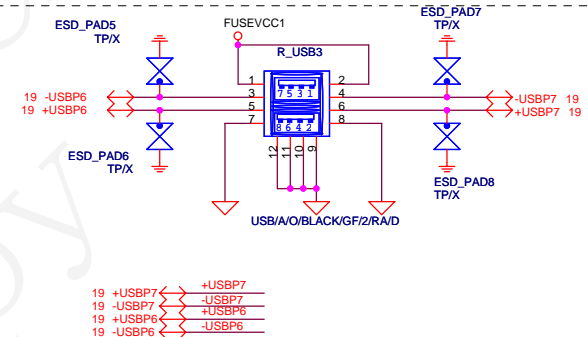 ESD_PAD5
TP/X
FUSEVCC1
ESD_PAD7
TP/X
R_USB3
1 2
19 -USBP6 3 4 -USBP7 19
19 +USBP6 5 6 +USBP7 19
7 8
7 5 3 1
8 6 4 2
12 11 10 9
ESD_PAD6
TP/X
ESD_PAD8
TP/X
USB/A/O/BLACK/GF/2/RA/D
19 +USBP7 +USBP7
19 -USBP7 -USBP7
19 +USBP6 +USBP6
19 -USBP6 -USBP6